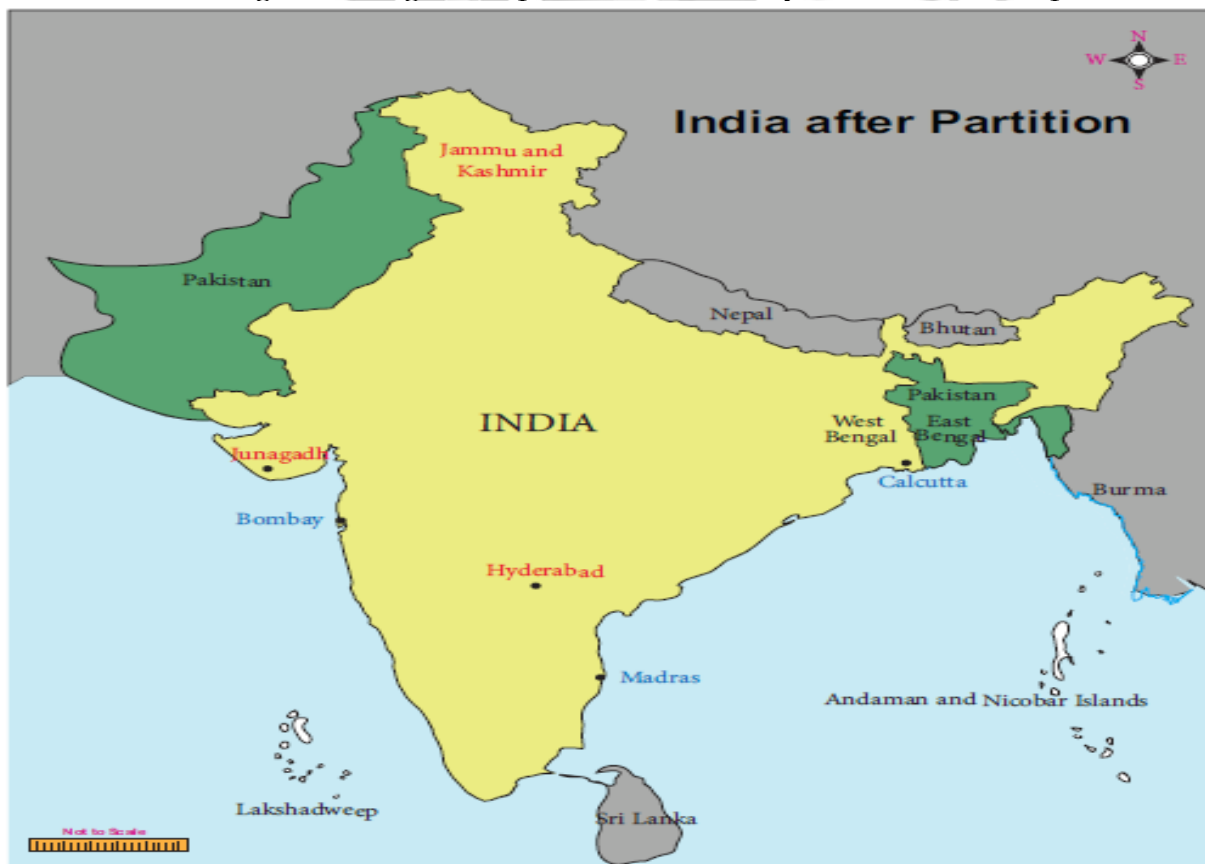 N
W E
S
India after Partition
Jammu and
Kashmir
Pakistan
Nepal
Bhutan
Pakistan
INDIA
West
Bengal
East
Bengal
Junagadh
Calcutta
Burma
Bombay
Hyderabad
Madras
Andaman and Nicobar Islands
Lakshadweep
Sri Lanka
Not to Scale